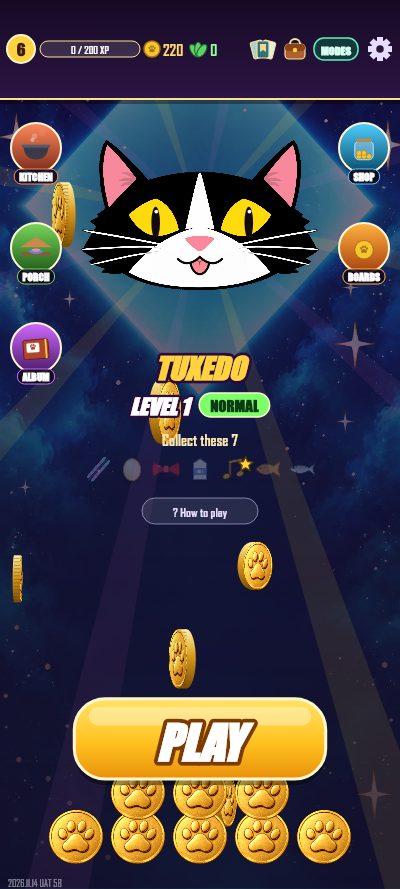 6
0 / 200 XP
220
0
MODES
KITCHEN
SHOP
PORCH
BOARDS
ALBUM
TUXEDO
LEVEL 1
NORMAL
Collect these 7
? How to play
PLAY
2026.11.14 UAT 58